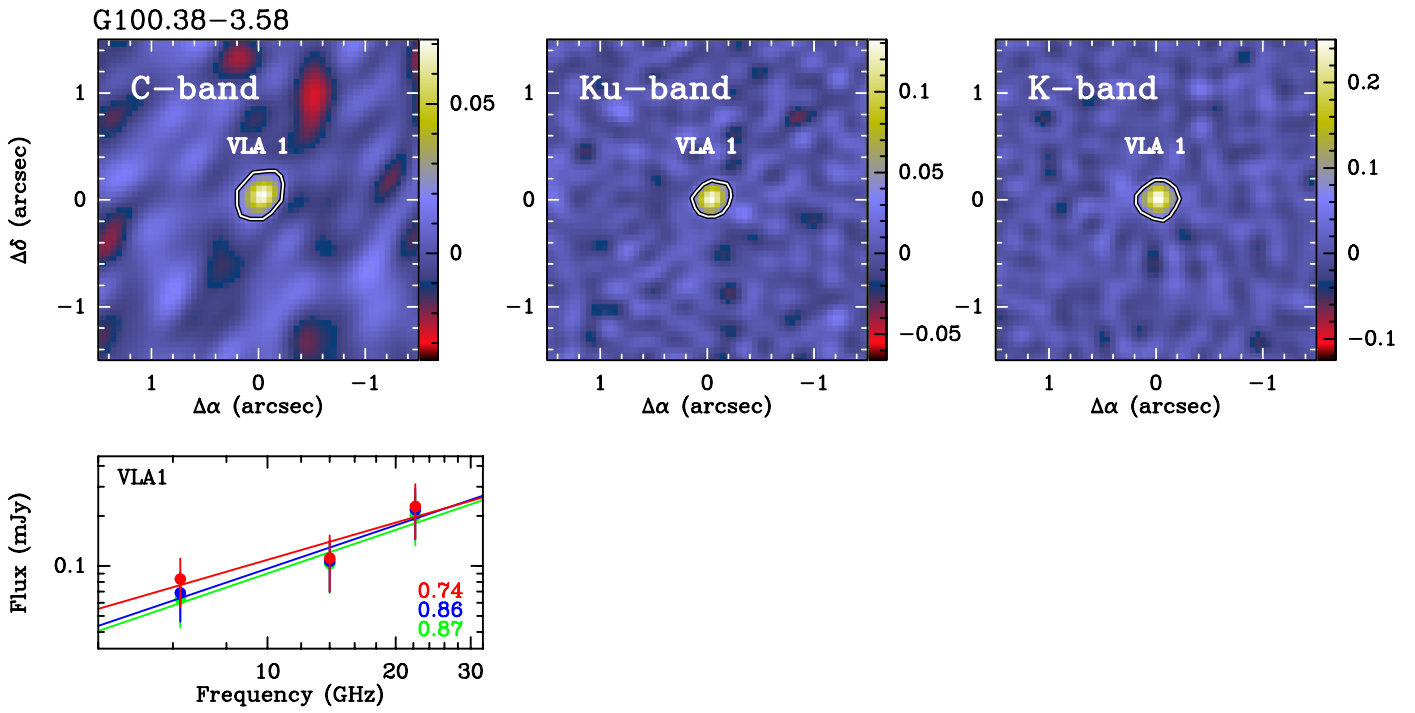 G100.38−3.58
C−band
VLA 1
Ku−band
VLA 1
K−band
VLA 1
1
0
−1
Δδ (arcsec)
1
0
−1
Δα (arcsec)
0.05
0
1
0
−1
1
0
−1
Δα (arcsec)
0.1
0.05
0
−0.05
1
0
−1
1
0
−1
Δα (arcsec)
0.2
0.1
0
−0.1
VLA1
Flux (mJy)
0.1
0.74
0.86
0.87
10
20
30
Frequency (GHz)